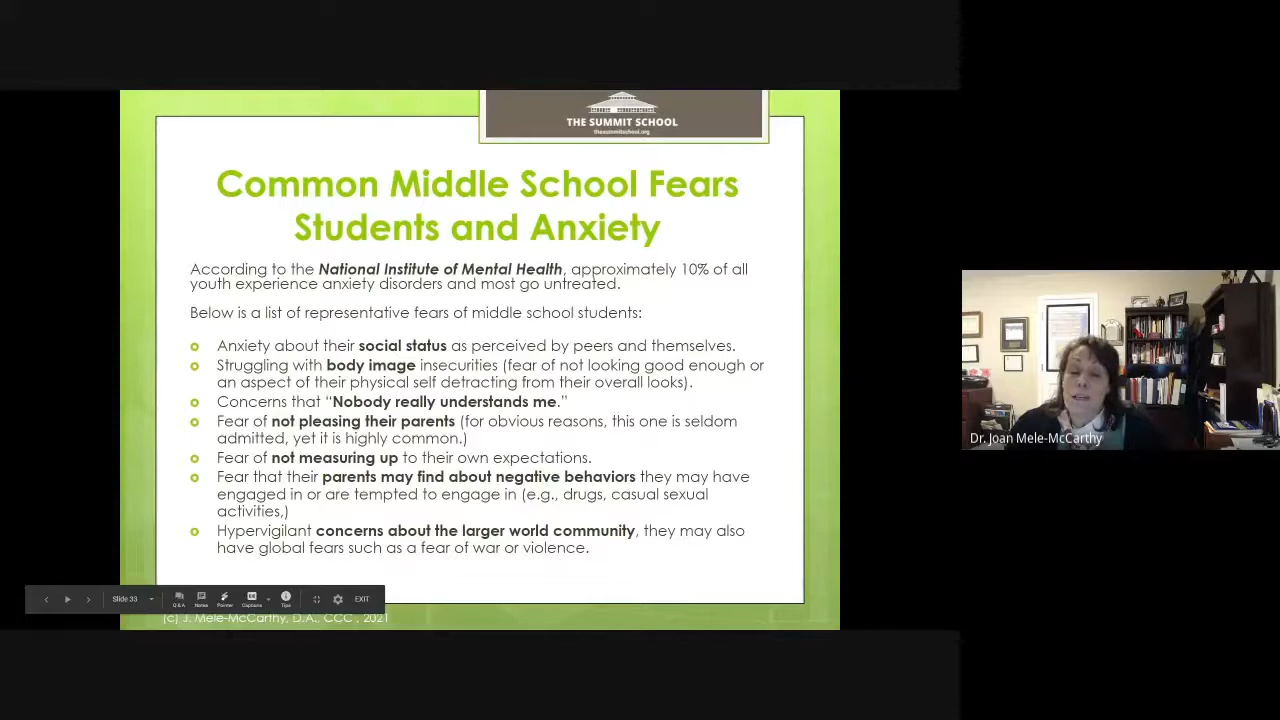 THE SUMMIT SCHOOL
thesummitschool.org
Common Middle School Fears
Students and Anxiety
According to the National Institute of Mental Health, approximately 10% of all
youth experience anxiety disorders and most go untreated.
Below is a list of representative fears of middle school students:
Anxiety about their social status as perceived by peers and themselves.
Struggling with body image insecurities (fear of not looking good enough or
an aspect of their physical self detracting from their overall looks).
Concerns that “Nobody really understands me.”
Fear of not pleasing their parents (for obvious reasons, this one is seldom
admitted, yet it is highly common.)
Fear of not measuring up to their own expectations.
Fear that their parents may find about negative behaviors they may have
engaged in or are tempted to engage in (e.g., drugs, casual sexual
activities,)
Hypervigilant concerns about the larger world community, they may also
have global fears such as a fear of war or violence.
Slide 33
Q & A
Notes
Pointer
Captions
Tips
EXIT
(c) J. Mele-McCarthy, D.A., CCC , 2021
Dr. Joan Mele-McCarthy